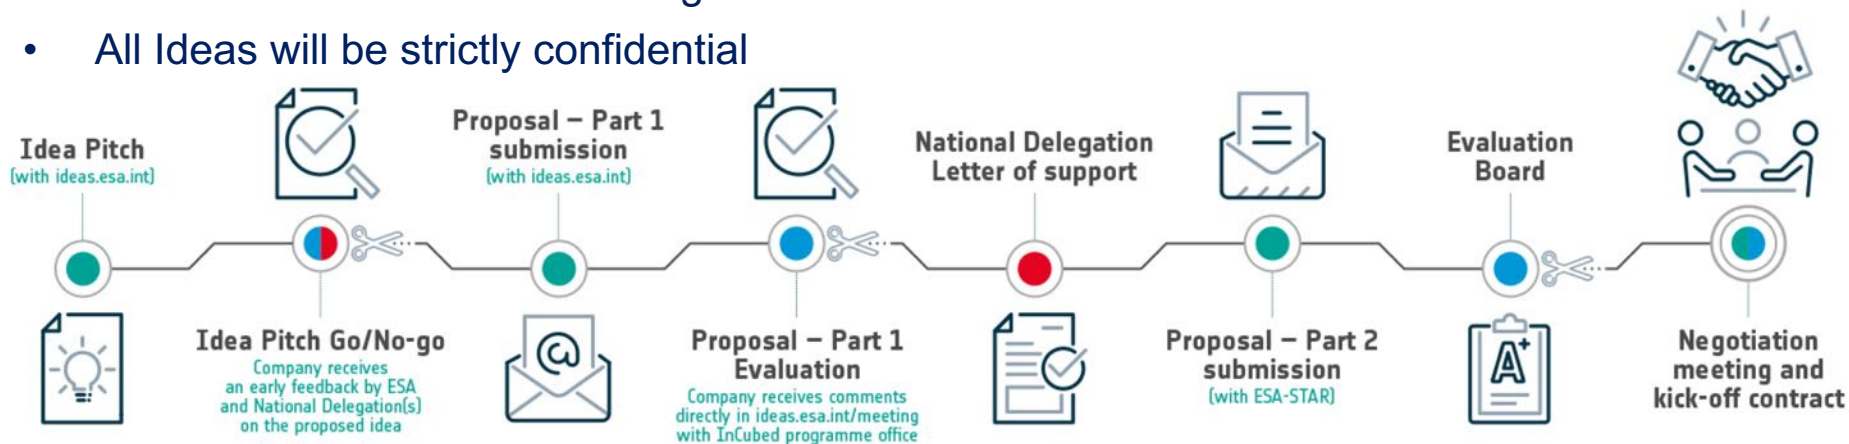 • All Ideas will be strictly confidential
Idea Pitch
(with ideas.esa.int)
Idea Pitch Go/No-go
Company receives
an early feedback by ESA
and National Delegation(s)
on the proposed idea
Proposal – Part 1
submission
(with ideas.esa.int)
@
Proposal – Part 1
Evaluation
Company receives comments
directly in ideas.esa.int/meeting
with InCubed programme office
National Delegation
Letter of support
Proposal – Part 2
submission
(with ESA-STAR)
Evaluation
Board
A+
Negotiation
meeting and
kick-off contract